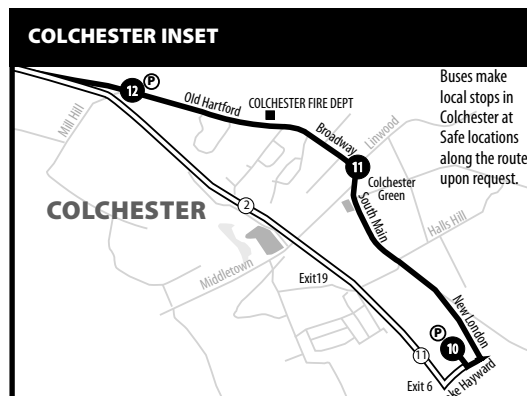 COLCHESTER INSET
P
12
Old Hartford
COLCHESTER FIRE DEPT
Buses make
local stops in
Colchester at
Safe locations
along the route
upon request.
Mill Hill
Broadway
Linwood
11
Colchester
Green
COLCHESTER
2
South Main
Halls Hill
Middletown
Exit19
New London
P
10
11
Exit 6
Hayward